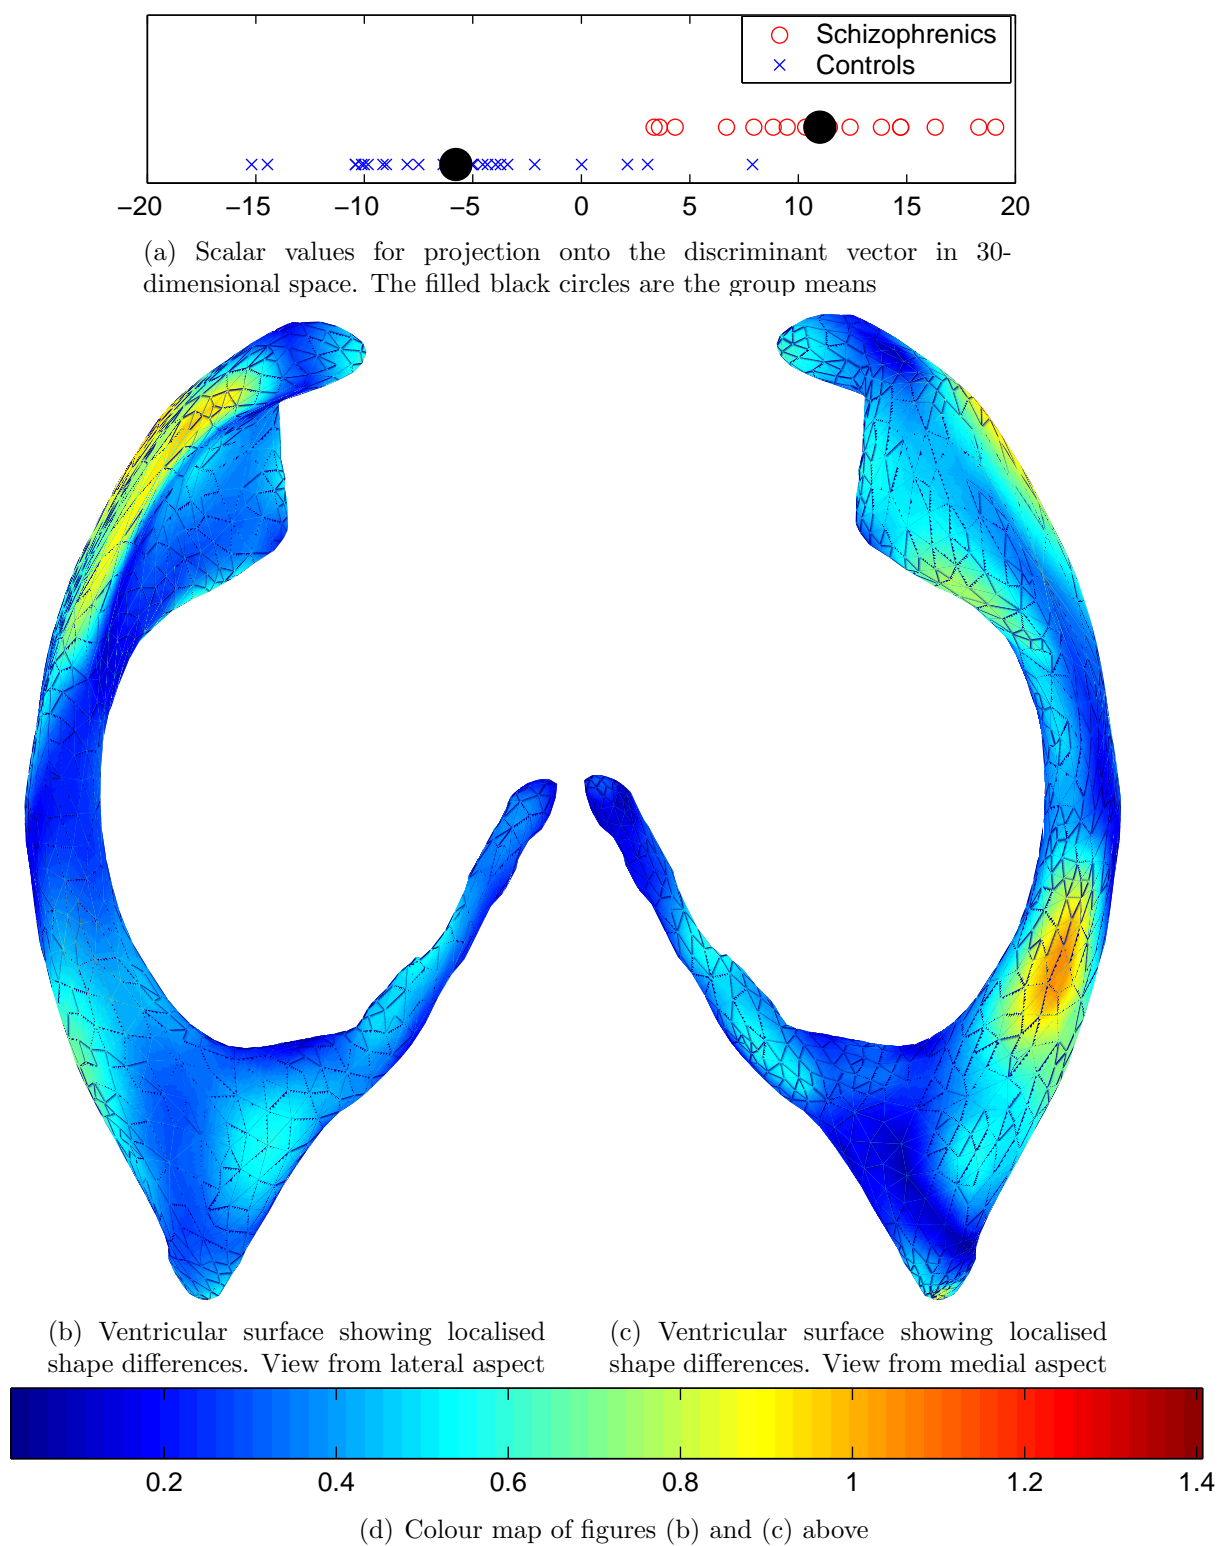 Schizophrenics
Controls
−20 −15 −10 −5 0 5 10 15 20
(a) Scalar values for projection onto the discriminant vector in 30-
dimensional space. The filled black circles are the group means
(b) Ventricular surface showing localised
shape differences. View from lateral aspect
(c) Ventricular surface showing localised
shape differences. View from medial aspect
0.2 0.4 0.6 0.8 1 1.2 1.4
(d) Colour map of figures (b) and (c) above